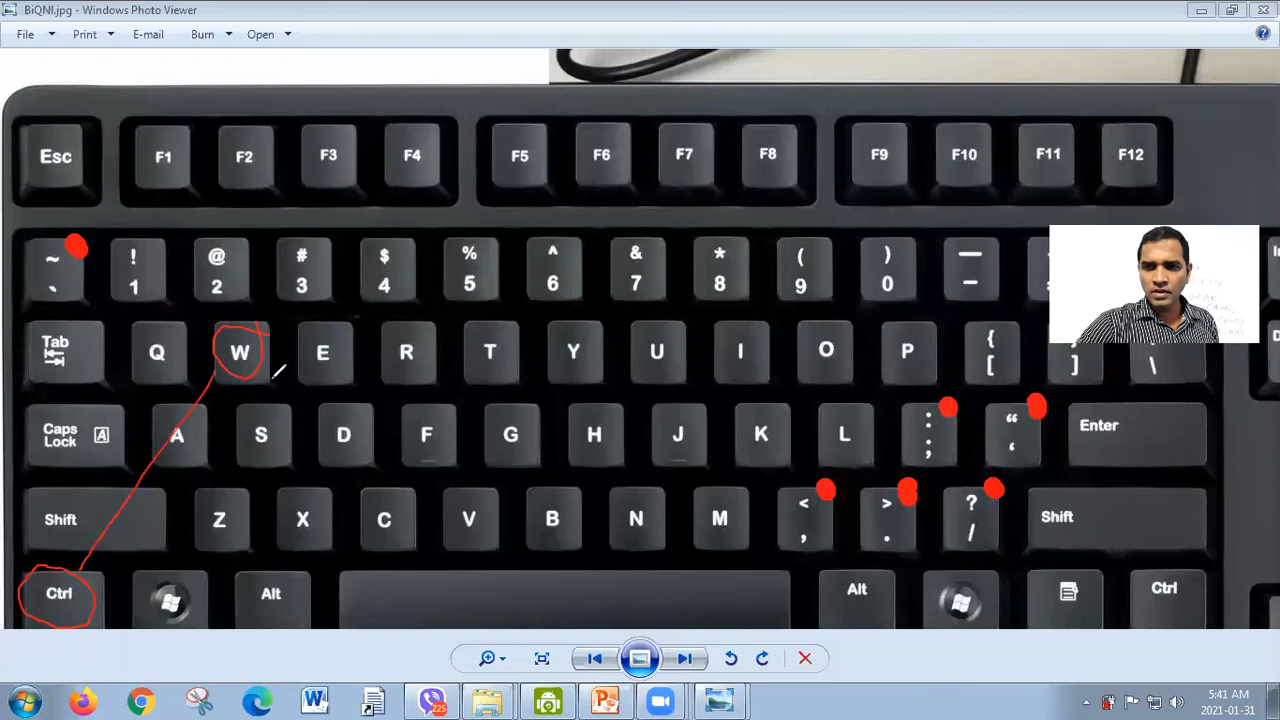 BiQNI.jpg - Windows Photo Viewer
File Print E-mail Burn Open
Esc F1 F2 F3 F4 F5 F6 F7 F8 F9 F10 F11 F12
~ ! @ # $ % ^ & * ( ) —
` 1 2 3 4 5 6 7 8 9 0 -
Tab Q W E R T Y U I O P { [ ] \
Caps Lock A A S D F G H J K L : ; “ ‘ Enter
Shift Z X C V B N M < , > . ? / Shift
Ctrl Alt Alt Ctrl
225
5:41 AM
2021-01-31